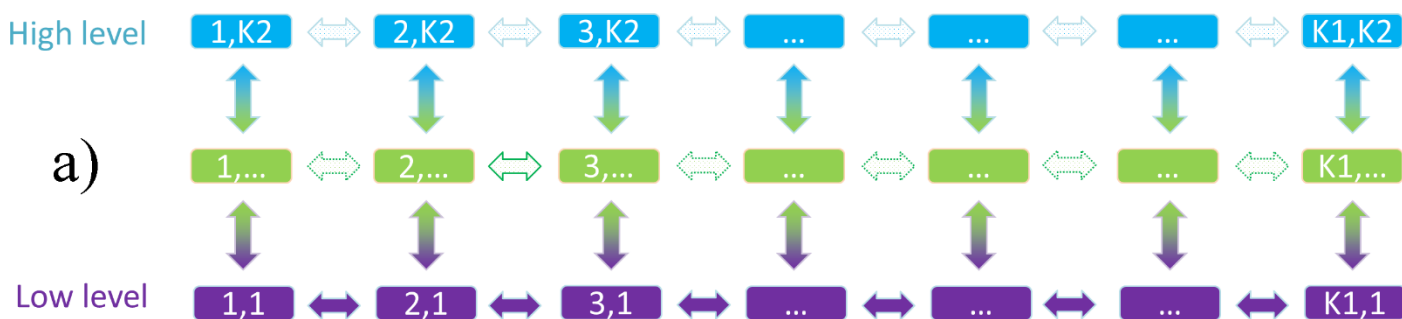 High level 1,K2 2,K2 3,K2 ... ... ... K1,K2
a) 1,... 2,... 3,... ... ... ... K1,...
Low level 1,1 2,1 3,1 ... ... ... K1,1